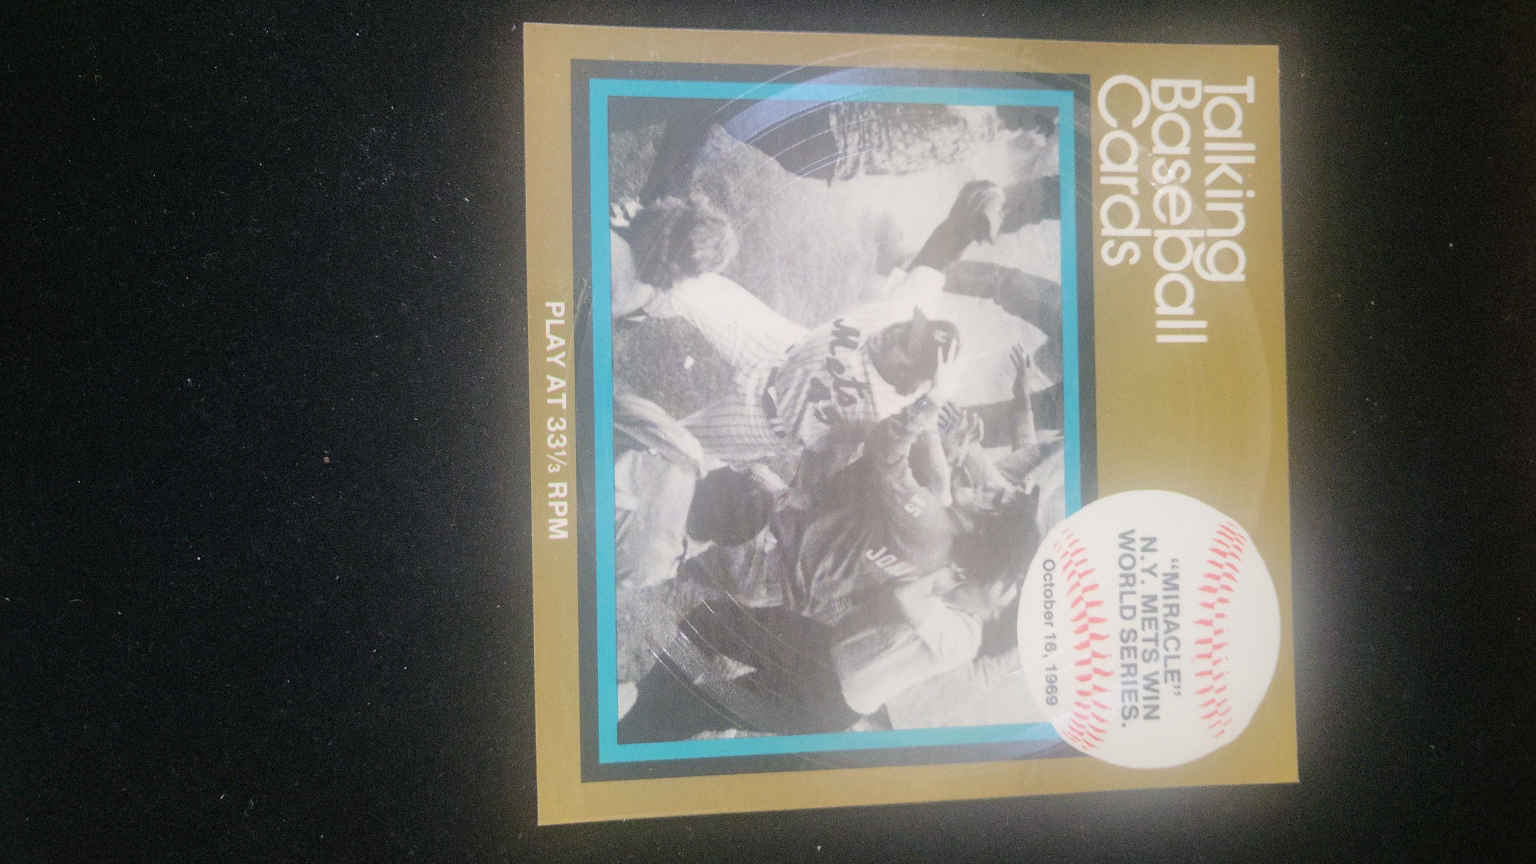 Talking
Baseball
Cards
"MIRACLE"
N.Y. METS WIN
WORLD SERIES.
October 16, 1969
Mets
PLAY AT 33⅓ RPM